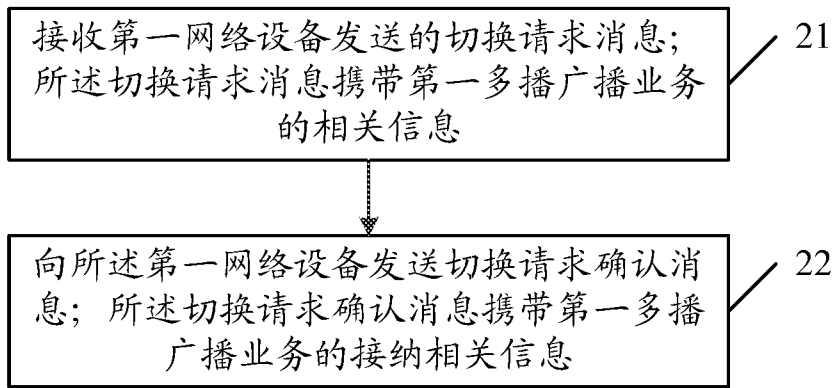 接收第一网络设备发送的切换请求消息；
所述切换请求消息携带第一多播广播业务
的相关信息
21
向所述第一网络设备发送切换请求确认消
息；所述切换请求确认消息携带第一多播
广播业务的接纳相关信息
22